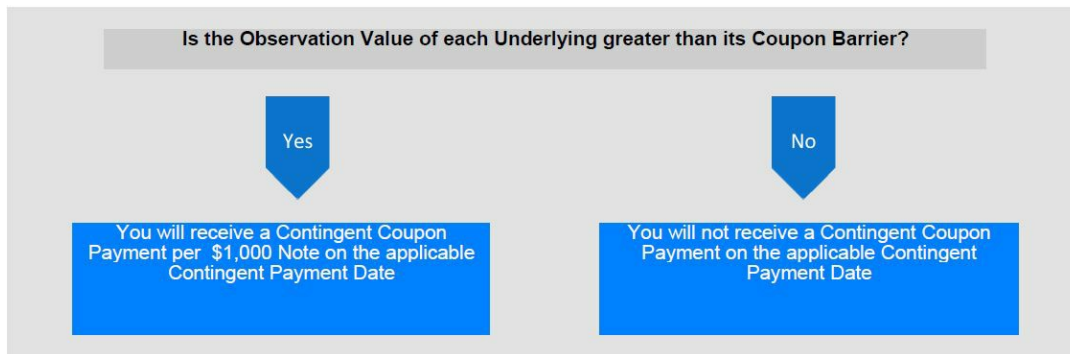 Is the Observation Value of each Underlying greater than its Coupon Barrier?
Yes
No
You will receive a Contingent Coupon
Payment per $1,000 Note on the applicable
Contingent Payment Date
You will not receive a Contingent Coupon
Payment on the applicable Contingent
Payment Date